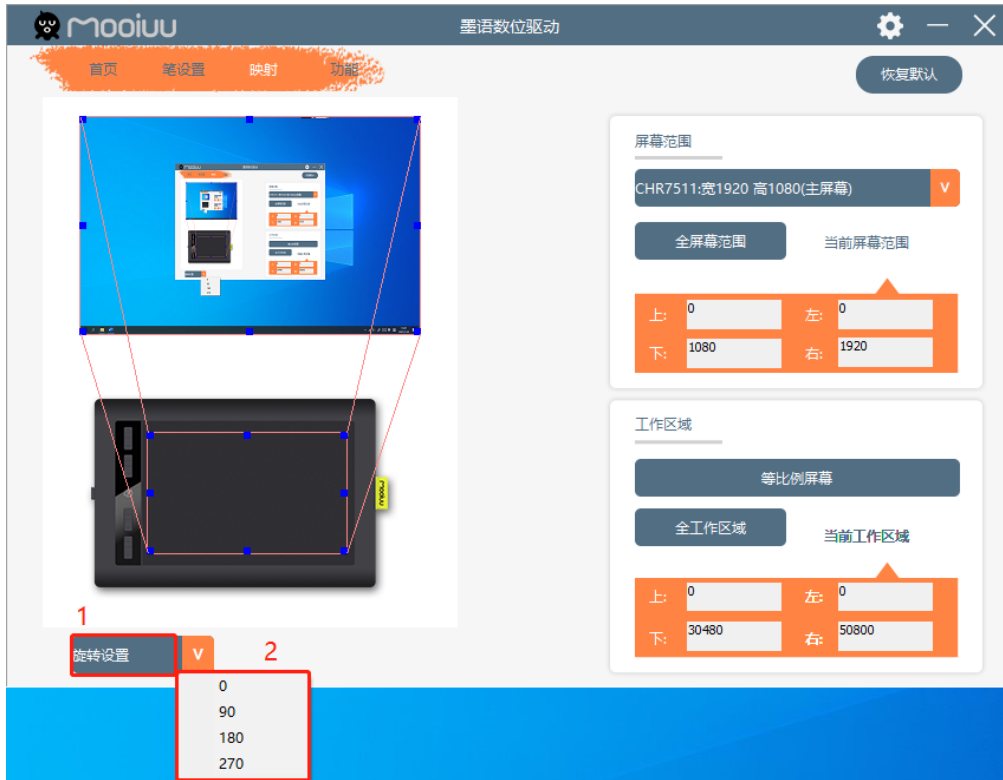 mooiuu
墨语数位驱动
首页 笔设置 映射 功能
恢复默认
屏幕范围
CHR7511:宽1920 高1080(主屏幕)
V
全屏幕范围 当前屏幕范围
上: 0 左: 0
下: 1080 右: 1920
工作区域
等比例屏幕
全工作区域 当前工作区域
上: 0 左: 0
下: 30480 右: 50800
mooiuu
1
旋转设置 V
2
0
90
180
270